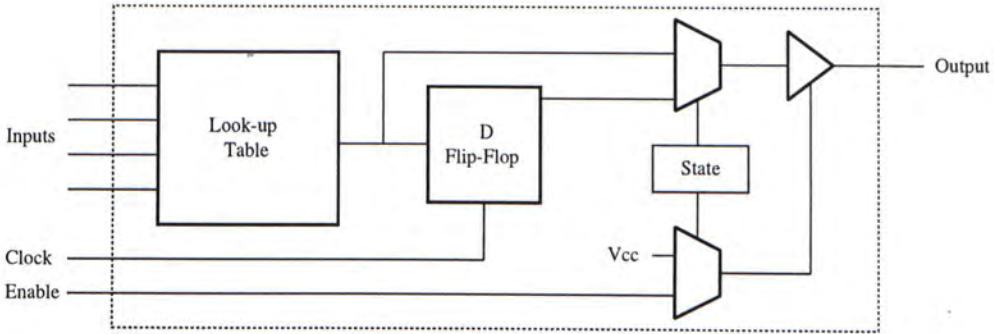 Output
Look-up
Table
D
Flip-Flop
Inputs
State
Clock
Vcc
Enable